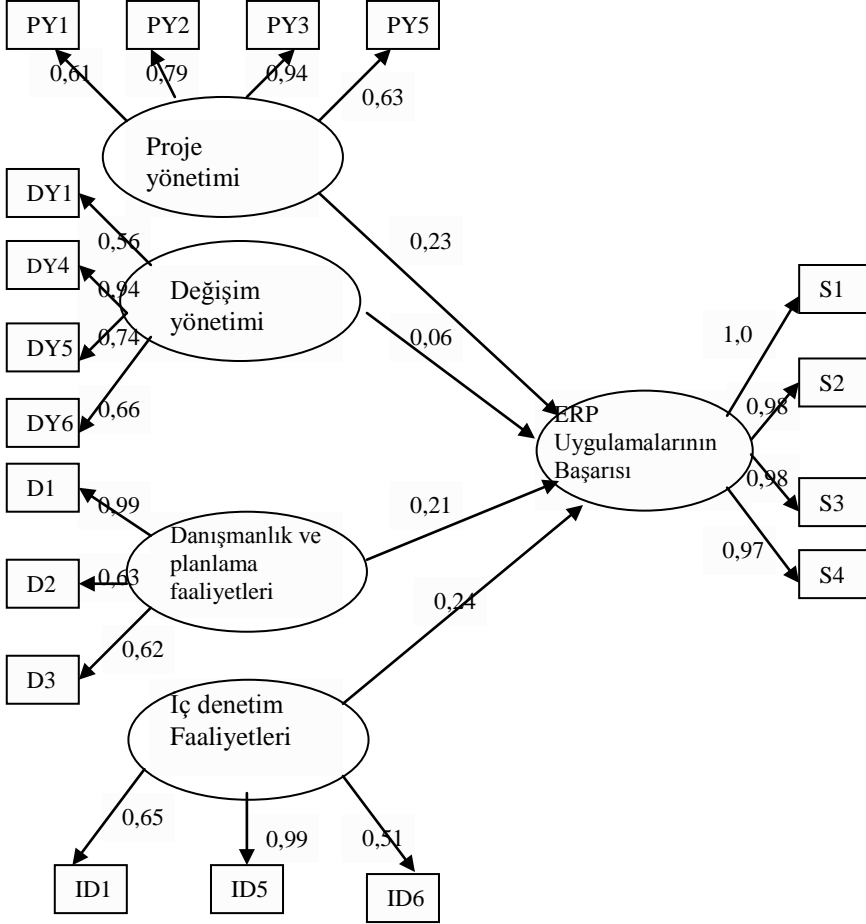 PY1
PY2
PY3
PY5
0,61
0,79
0,94
0,63
Proje
yönetimi
DY1
DY4
DY5
DY6
0,56
0,94
0,74
0,66
Değişim
yönetimi
0,23
0,06
D1
D2
D3
0,99
0,63
0,62
Danışmanlık ve
planlama
faaliyetleri
0,21
0,24
İç denetim
Faaliyetleri
0,65
0,99
0,51
ID1
ID5
ID6
ERP
Uygulamalarının
Başarısı
1,0
0,98
0,98
0,97
S1
S2
S3
S4